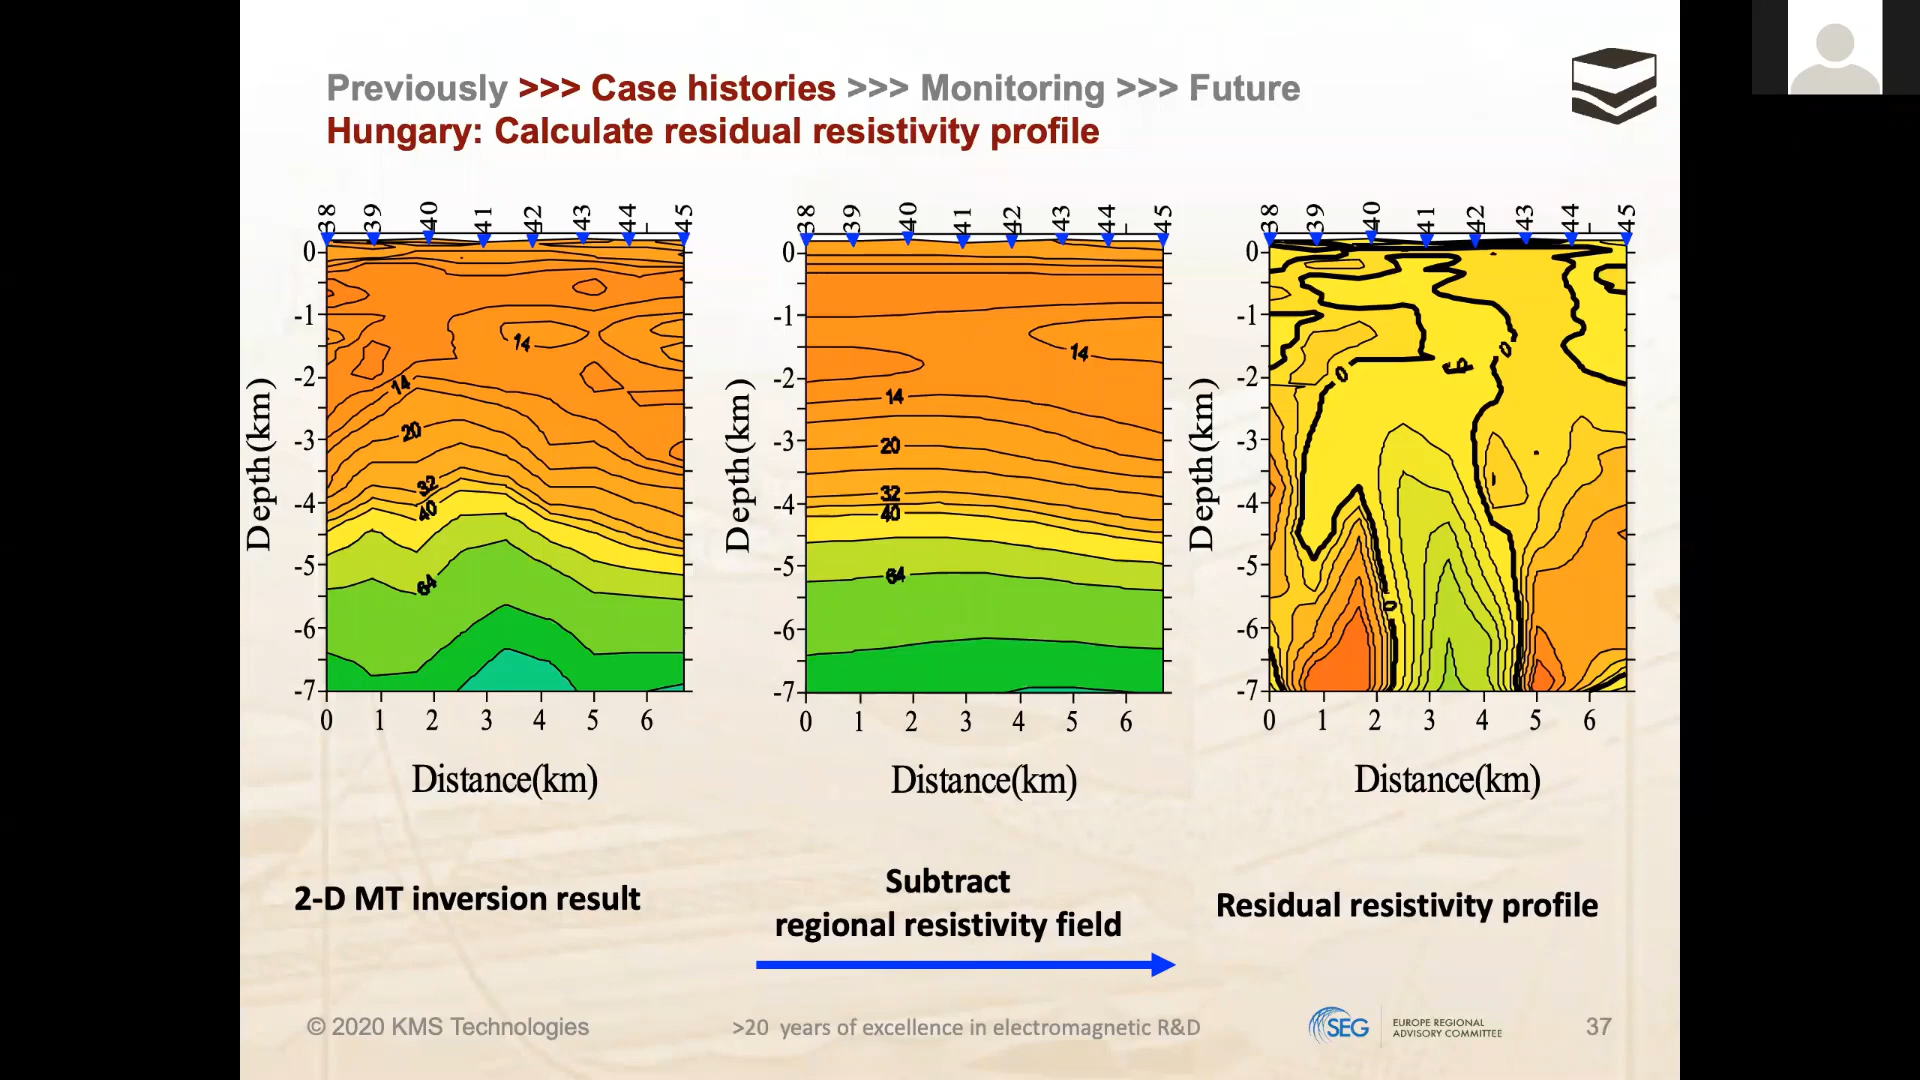 Previously >>> Case histories >>> Monitoring >>> Future
Hungary: Calculate residual resistivity profile
38 39 40 41 42 43 44 45
0
-1
-2
-3
-4
-5
-6
-7
Depth(km)
14
14
20
32
40
64
0 1 2 3 4 5 6
Distance(km)
38 39 40 41 42 43 44 45
0
-1
-2
-3
-4
-5
-6
-7
Depth(km)
14
14
20
32
40
64
0 1 2 3 4 5 6
Distance(km)
38 39 40 41 42 43 44 45
0
-1
-2
-3
-4
-5
-6
-7
Depth(km)
0
0
0
0 1 2 3 4 5 6
Distance(km)
2-D MT inversion result
Subtract
regional resistivity field
Residual resistivity profile
© 2020 KMS Technologies
>20 years of excellence in electromagnetic R&D
SEG
EUROPE REGIONAL
ADVISORY COMMITTEE
37